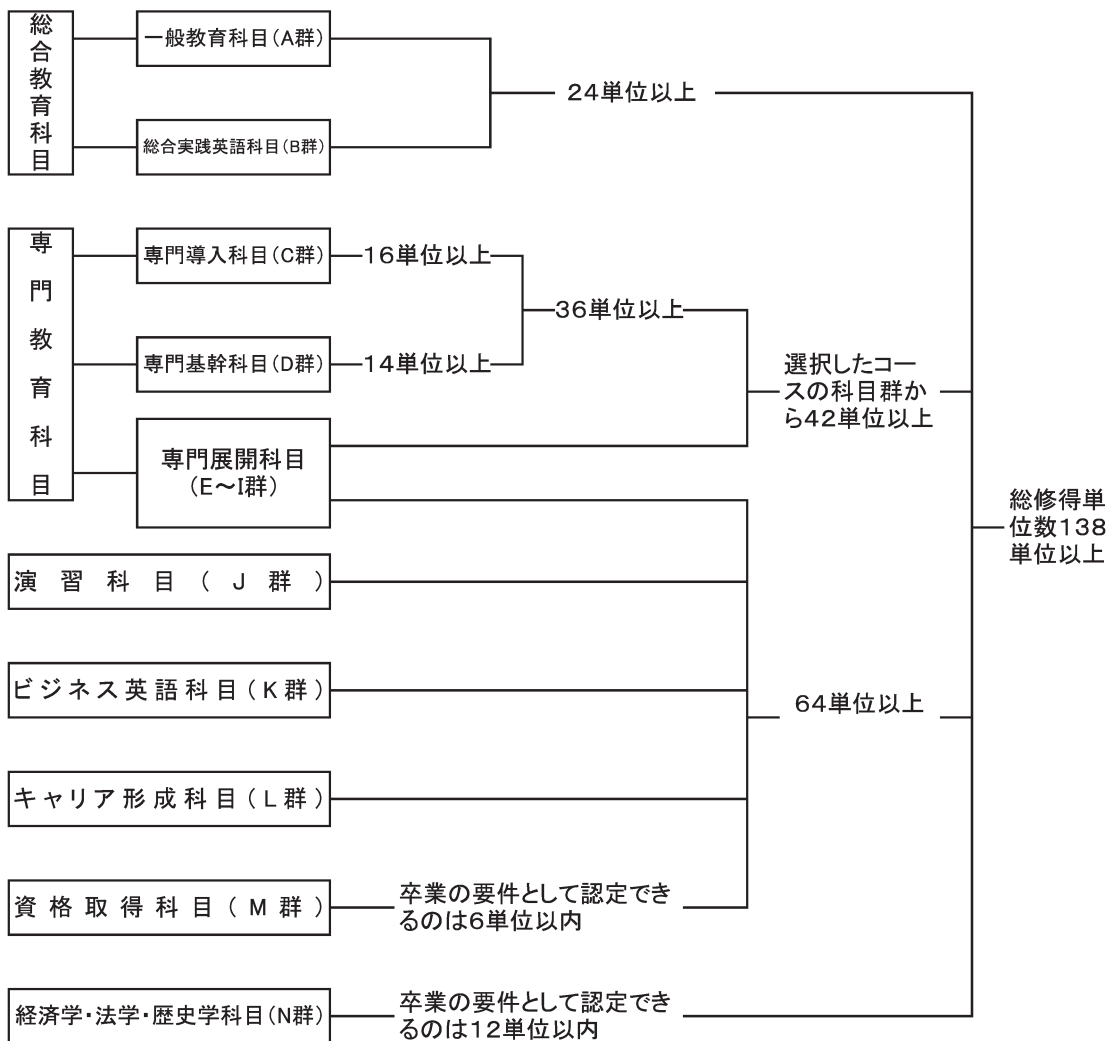 総合教育科目
一般教育科目(A群)
24単位以上
総合実践英語科目(B群)
専門教育科目
専門導入科目(C群)
16単位以上
36単位以上
専門基幹科目(D群)
14単位以上
選択したコー
スの科目群か
ら42単位以上
専門展開科目
(E~I群)
総修得単
位数138
単位以上
演習科目(J群)
ビジネス英語科目(K群)
64単位以上
キャリア形成科目(L群)
資格取得科目(M群)
卒業の要件として認定でき
るのは6単位以内
経済学・法学・歴史学科目(N群)
卒業の要件として認定でき
るのは12単位以内